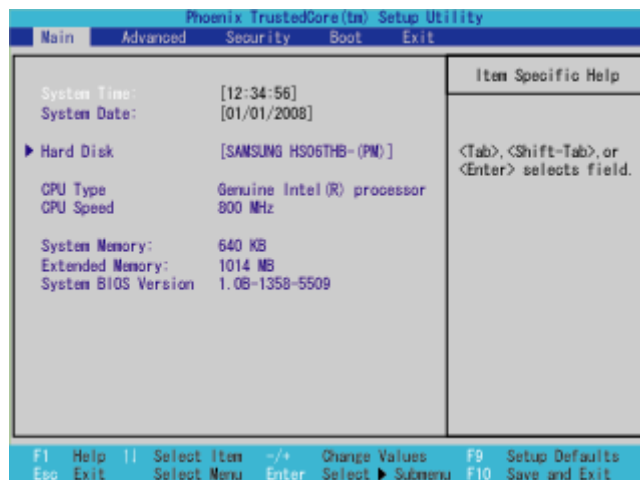 Phoenix TrustedCore(tm) Setup Utility
Main Advanced Security Boot Exit
Item Specific Help
System Time: [12:34:56]
System Date: [01/01/2008]
Hard Disk [SAMSUNG HS06THB-(PM)]
<Tab>, <Shift-Tab>, or
<Enter> selects field.
CPU Type Genuine Intel(R) processor
CPU Speed 800 MHz
System Memory: 640 KB
Extended Memory: 1014 MB
System BIOS Version 1.0B-1358-5509
F1 Help ↑↓ Select Item -/+ Change Values F9 Setup Defaults
Esc Exit Select Menu Enter Select ▶ Submenu F10 Save and Exit